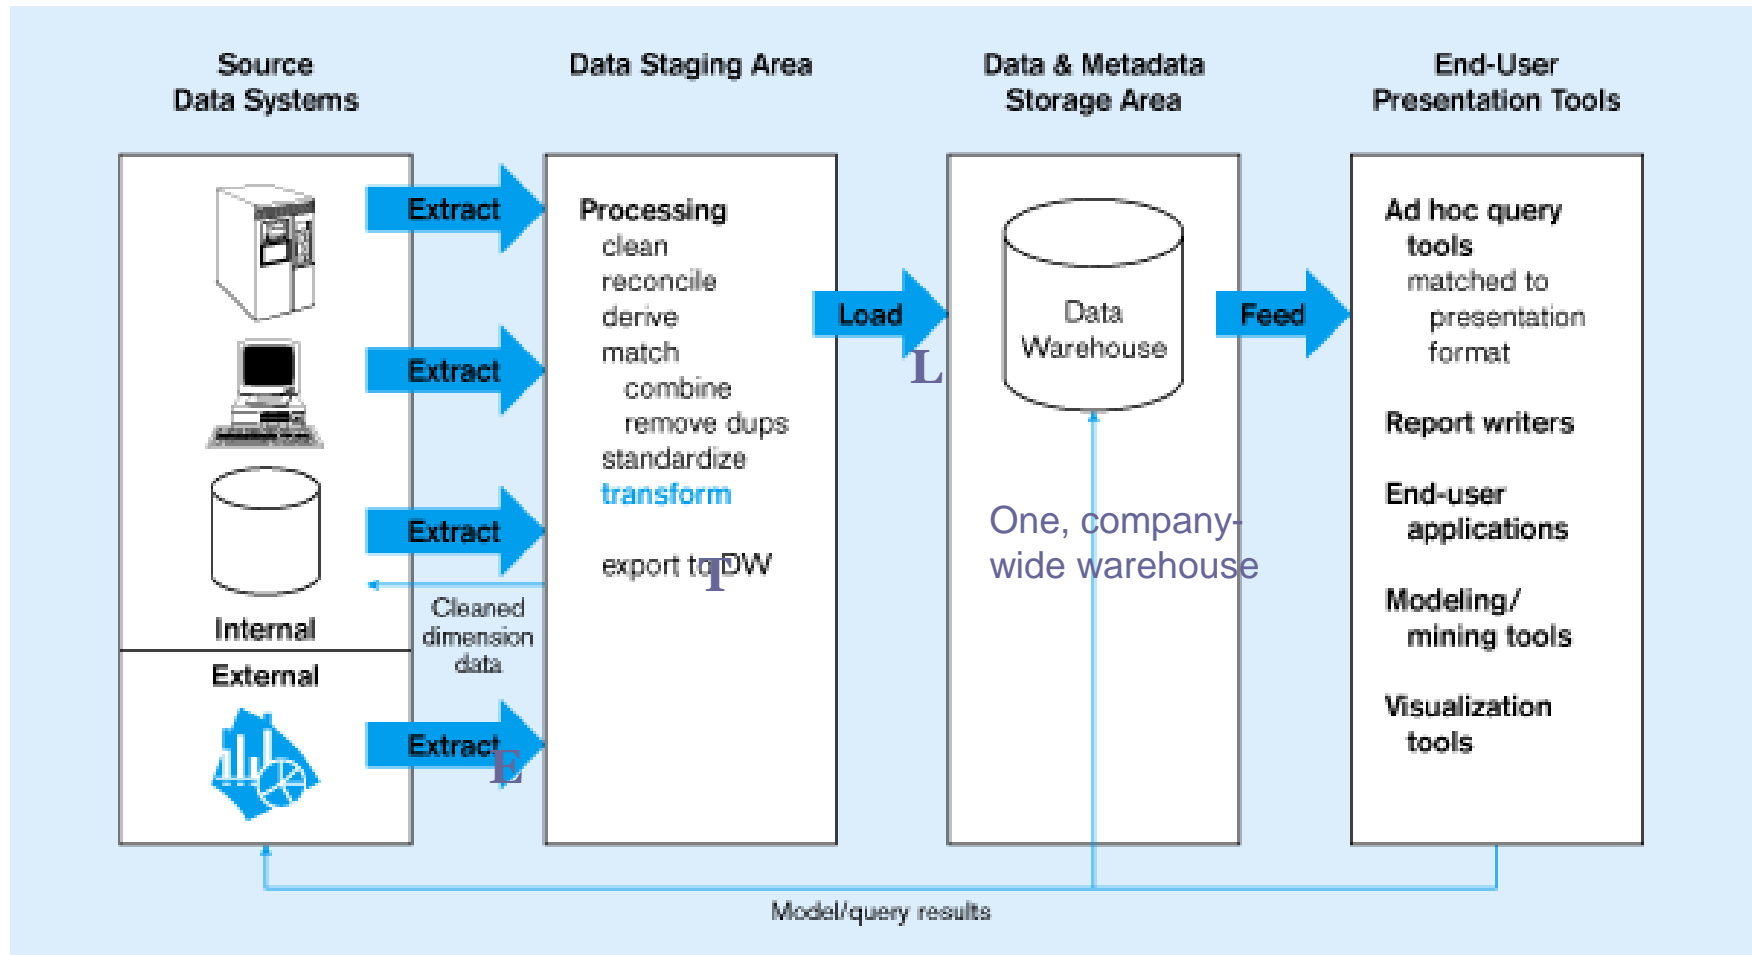 Source
Data Systems
Data Staging Area
Data & Metadata
Storage Area
End-User
Presentation Tools
Extract
Extract
Extract
Internal
External
Extract
E
Cleaned
dimension
data
Processing
clean
reconcile
derive
match
combine
remove dups
standardize
transform
export to DW
T
Load
L
Data
Warehouse
One, company-
wide warehouse
Feed
Ad hoc query
tools
matched to
presentation
format
Report writers
End-user
applications
Modeling/
mining tools
Visualization
tools
Model/query results